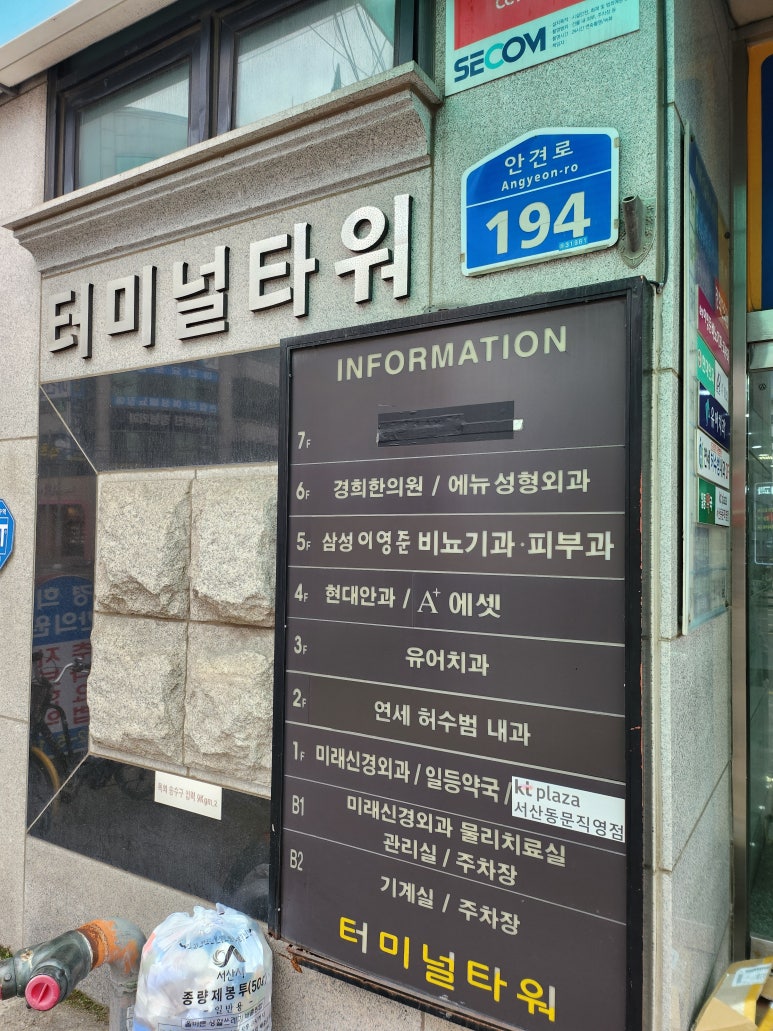 SECOM
안견로
Angyeon-ro
194
터미널타워
INFORMATION
7F
6F 경희한의원 / 에뉴성형외과
5F 삼성이영준 비뇨기과·피부과
4F 현대안과 / A+ 에셋
3F 유어치과
2F 연세 허수범 내과
1F 미래신경외과 / 일등약국 / kt plaza
서산동문직영점
B1 미래신경외과 물리치료실
관리실 / 주차장
B2 기계실 / 주차장
터미널타워
서산시
종량제봉투(50ℓ)
일반용